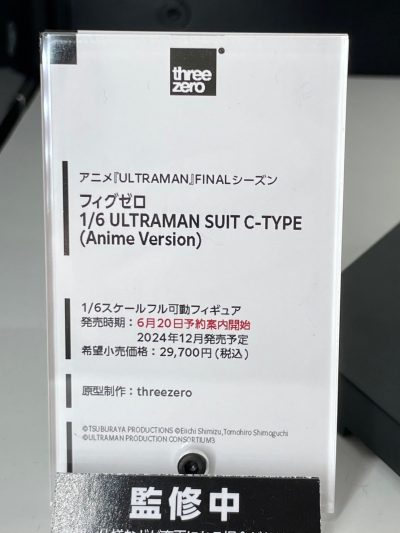 three
zero
アニメ『ULTRAMAN』FINALシーズン
フィグゼロ
1/6 ULTRAMAN SUIT C-TYPE
(Anime Version)
1/6スケールフル可動フィギュア
発売時期：6月20日予約案内開始
2024年12月発売予定
希望小売価格：29,700円（税込）
原型制作：threezero
©TSUBURAYA PRODUCTIONS ©Eiichi Shimizu,Tomohiro Shimoguchi
©ULTRAMAN PRODUCTION CONSORTIUM3
監修中